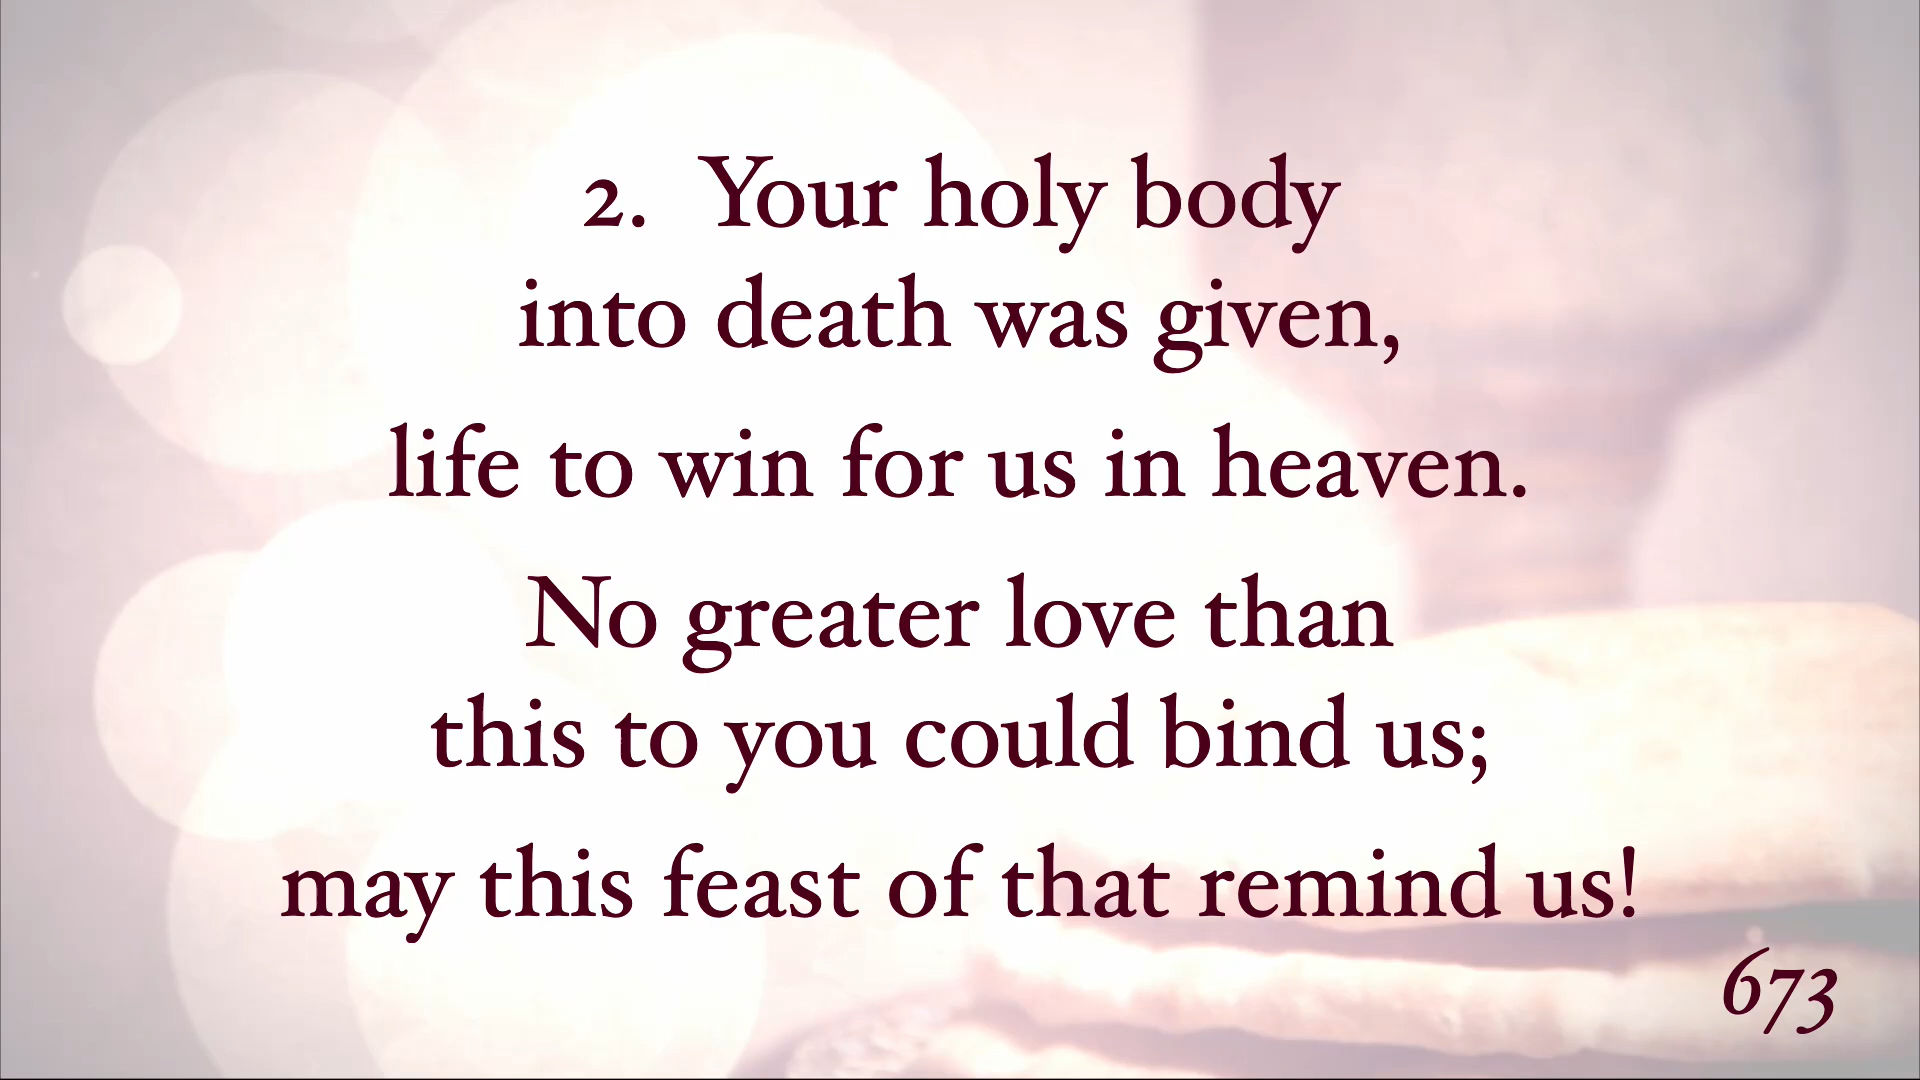 2. Your holy body
into death was given,
life to win for us in heaven.
No greater love than
this to you could bind us;
may this feast of that remind us!
673